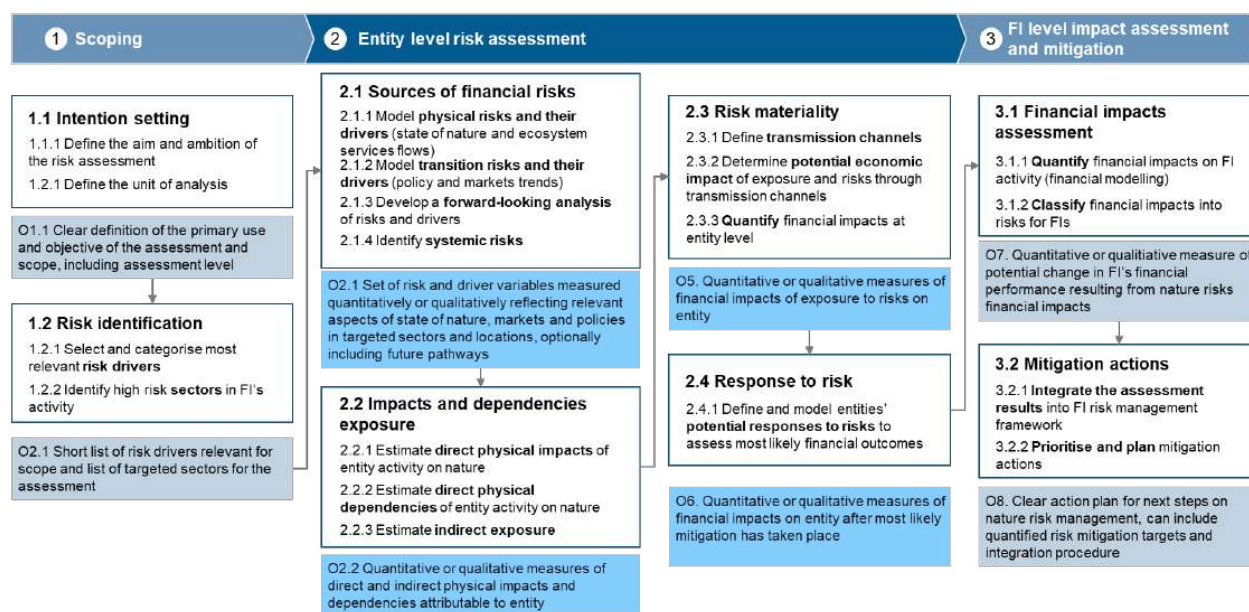 1 Scoping
2 Entity level risk assessment
3 FI level impact assessment
and mitigation
1.1 Intention setting
1.1.1 Define the aim and ambition of
the risk assessment
1.2.1 Define the unit of analysis
O1.1 Clear definition of the primary use
and objective of the assessment and
scope, including assessment level
1.2 Risk identification
1.2.1 Select and categorise most
relevant risk drivers
1.2.2 Identify high risk sectors in FI's
activity
O2.1 Short list of risk drivers relevant for
scope and list of targeted sectors for the
assessment
2.1 Sources of financial risks
2.1.1 Model physical risks and their
drivers (state of nature and ecosystem
services flows)
2.1.2 Model transition risks and their
drivers (policy and markets trends)
2.1.3 Develop a forward-looking analysis
of risks and drivers
2.1.4 Identify systemic risks
O2.1 Set of risk and driver variables measured
quantitatively or qualitatively reflecting relevant
aspects of state of nature, markets and policies
in targeted sectors and locations, optionally
including future pathways
2.2 Impacts and dependencies
exposure
2.2.1 Estimate direct physical impacts of
entity activity on nature
2.2.2 Estimate direct physical
dependencies of entity activity on nature
2.2.3 Estimate indirect exposure
O2.2 Quantitative or qualitative measures of
direct and indirect physical impacts and
dependencies attributable to entity
2.3 Risk materiality
2.3.1 Define transmission channels
2.3.2 Determine potential economic
impact of exposure and risks through
transmission channels
2.3.3 Quantify financial impacts at
entity level
O5. Quantitative or qualitative measures of
financial impacts of exposure to risks on
entity
2.4 Response to risk
2.4.1 Define and model entities'
potential responses to risks to
assess most likely financial outcomes
O6. Quantitative or qualitative measures of
financial impacts on entity after most likely
mitigation has taken place
3.1 Financial impacts
assessment
3.1.1 Quantify financial impacts on FI
activity (financial modelling)
3.1.2 Classify financial impacts into
risks for FIs
O7. Quantitative or qualitiative measure of
potential change in FI's financial
performance resulting from nature risks
financial impacts
3.2 Mitigation actions
3.2.1 Integrate the assessment
results into FI risk management
framework
3.2.2 Prioritise and plan mitigation
actions
O8. Clear action plan for next steps on
nature risk management, can include
quantified risk mitigation targets and
integration procedure